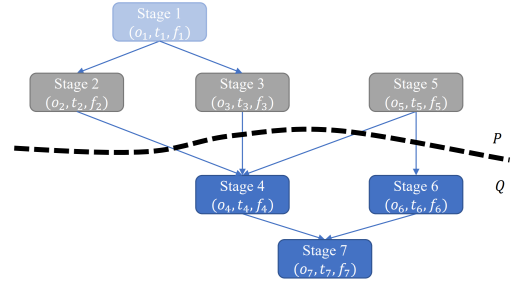 Stage 1
(o₁, t₁, f₁)
Stage 2
(o₂, t₂, f₂)
Stage 3
(o₃, t₃, f₃)
Stage 5
(o₅, t₅, f₅)
P
Q
Stage 4
(o₄, t₄, f₄)
Stage 6
(o₆, t₆, f₆)
Stage 7
(o₇, t₇, f₇)